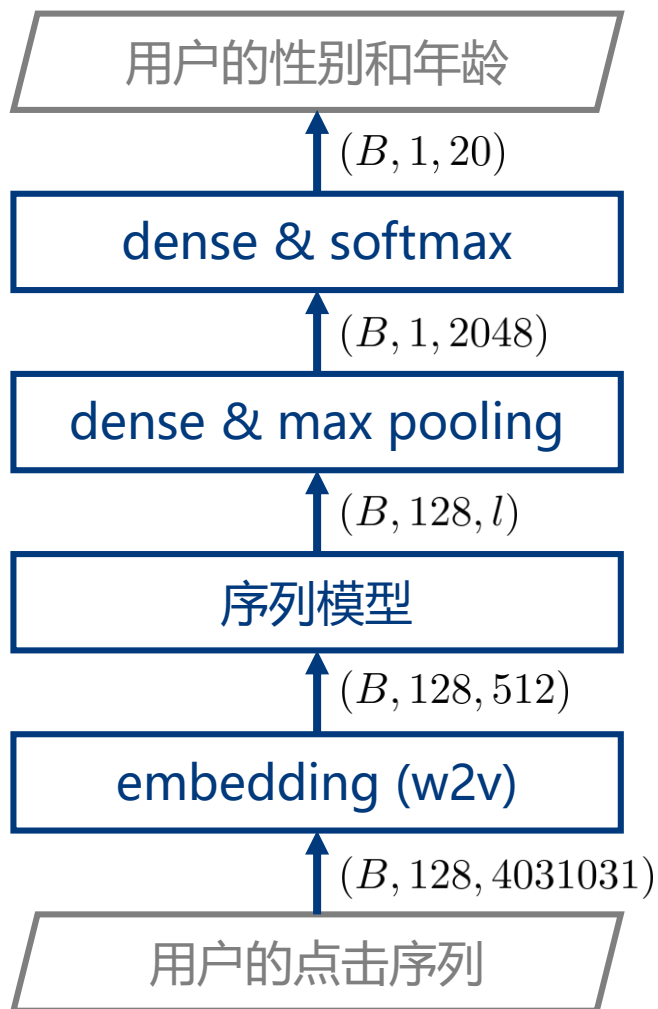 用户的性别和年龄
(B, 1, 20)
dense & softmax
(B, 1, 2048)
dense & max pooling
(B, 128, l)
序列模型
(B, 128, 512)
embedding (w2v)
(B, 128, 4031031)
用户的点击序列